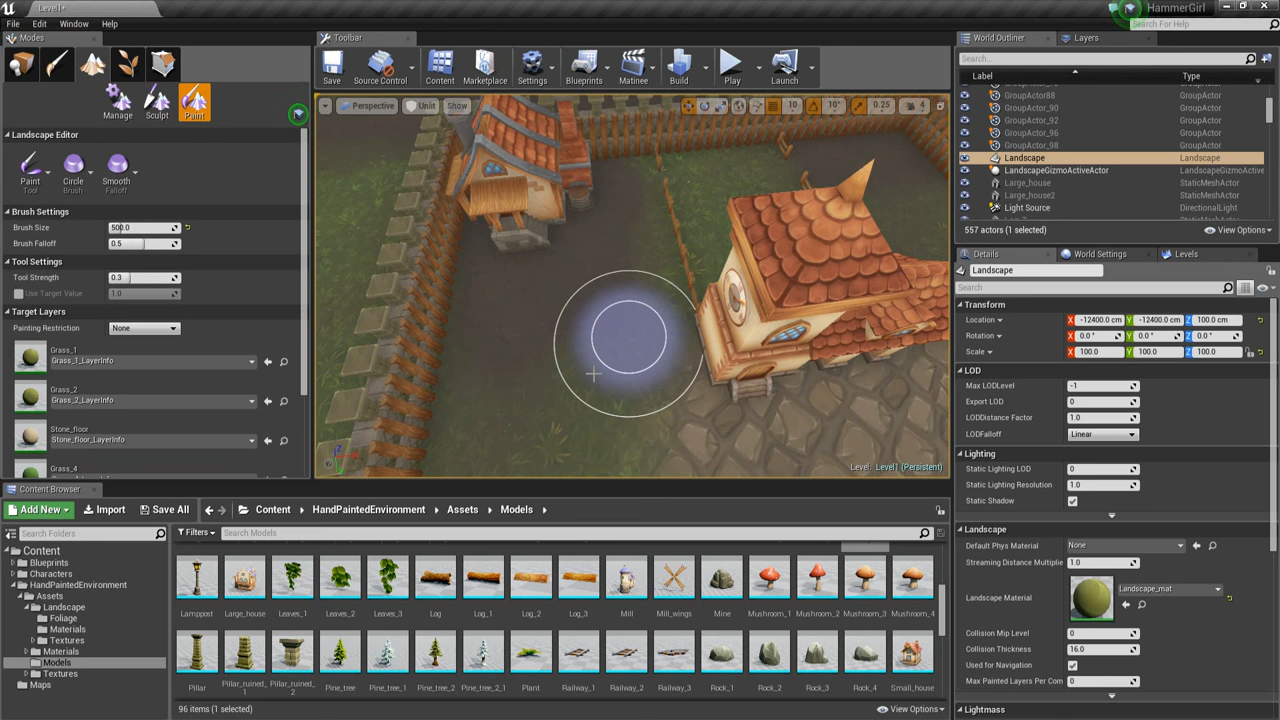 Level1*
HammerGirl
File Edit Window Help
Search For Help
Modes
Manage Sculpt Paint
Landscape Editor
Paint Circle Smooth
Tool Brush Falloff
Brush Settings
Brush Size 500.0
Brush Falloff 0.5
Tool Settings
Tool Strength 0.3
Use Target Value 1.0
Target Layers
Painting Restriction None
Grass_1
Grass_1_LayerInfo
Grass_2
Grass_2_LayerInfo
Stone_floor
Stone_floor_LayerInfo
Grass_4
Toolbar
Save Source Control Content Marketplace Settings Blueprints Matinee Build Play Launch
Perspective Unlit Show 10 10° 0.25 4
Level: Level1 (Persistent)
World Outliner Layers
Search...
Label Type
GroupActor88 GroupActor
GroupActor_90 GroupActor
GroupActor_92 GroupActor
GroupActor_96 GroupActor
GroupActor_98 GroupActor
Landscape Landscape
LandscapeGizmoActiveActor LandscapeGizmoActive
Large_house StaticMeshActor
Large_house2 StaticMeshActor
Light Source DirectionalLight
557 actors (1 selected) View Options
Details World Settings Levels
Landscape
Search
Transform
Location X -12400.0 cm Y -12400.0 cm Z 100.0 cm
Rotation X 0.0 ° Y 0.0 ° Z 0.0 °
Scale X 100.0 Y 100.0 Z 100.0
LOD
Max LODLevel -1
Export LOD 0
LODDistance Factor 1.0
LODFalloff Linear
Lighting
Static Lighting LOD 0
Static Lighting Resolution 1.0
Static Shadow
Landscape
Default Phys Material None
Streaming Distance Multiplie 1.0
Landscape Material Landscape_mat
Collision Mip Level 0
Collision Thickness 16.0
Used for Navigation
Max Painted Layers Per Com 0
Lightmass
Content Browser
Add New Import Save All Content HandPaintedEnvironment Assets Models
Search Folders
Content
Blueprints
Characters
HandPaintedEnvironment
Assets
Landscape
Foliage
Materials
Textures
Materials
Models
Textures
Maps
Filters Search Models
Lamppost Large_house Leaves_1 Leaves_2 Leaves_3 Log Log_1 Log_2 Log_3 Mill Mill_wings Mine Mushroom_1 Mushroom_2 Mushroom_3 Mushroom_4
Pillar Pillar_ruined_1 Pillar_ruined_2 Pine_tree Pine_tree_1 Pine_tree_2 Pine_tree_2_1 Plant Railway_1 Railway_2 Railway_3 Rock_1 Rock_2 Rock_3 Rock_4 Small_house
96 items (1 selected) View Options